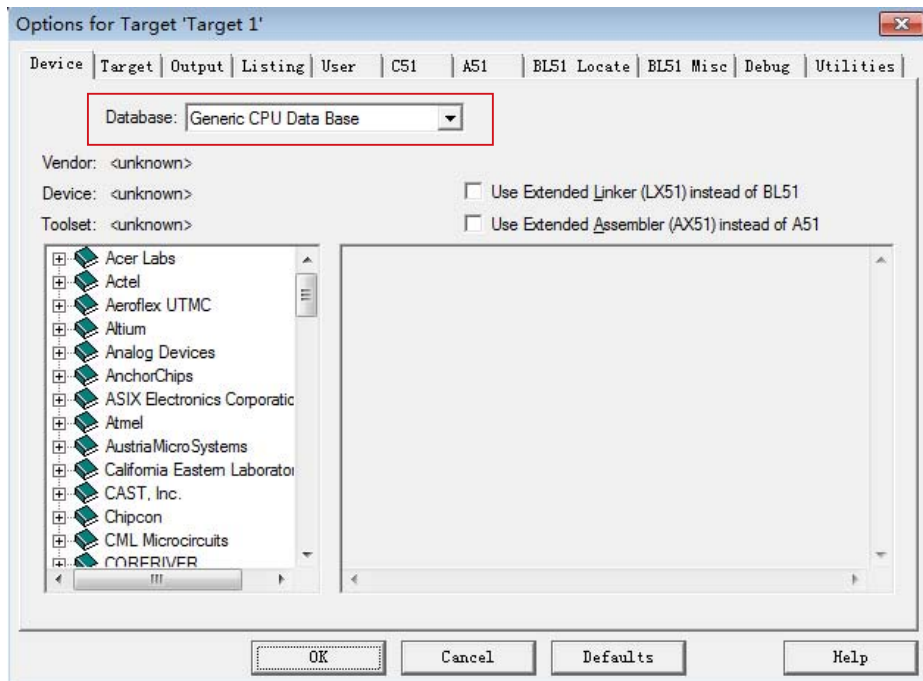 Options for Target 'Target 1'
Device Target Output Listing User C51 A51 BL51 Locate BL51 Misc Debug Utilities
Database: Generic CPU Data Base
Vendor: <unknown>
Device: <unknown>
Use Extended Linker (LX51) instead of BL51
Toolset: <unknown>
Use Extended Assembler (AX51) instead of A51
Acer Labs
Actel
Aeroflex UTMC
Altium
Analog Devices
AnchorChips
ASIX Electronics Corporatic
Atmel
AustriaMicroSystems
California Eastern Laborator
CAST, Inc.
Chipcon
CML Microcircuits
CORERIVER
OK Cancel Defaults Help